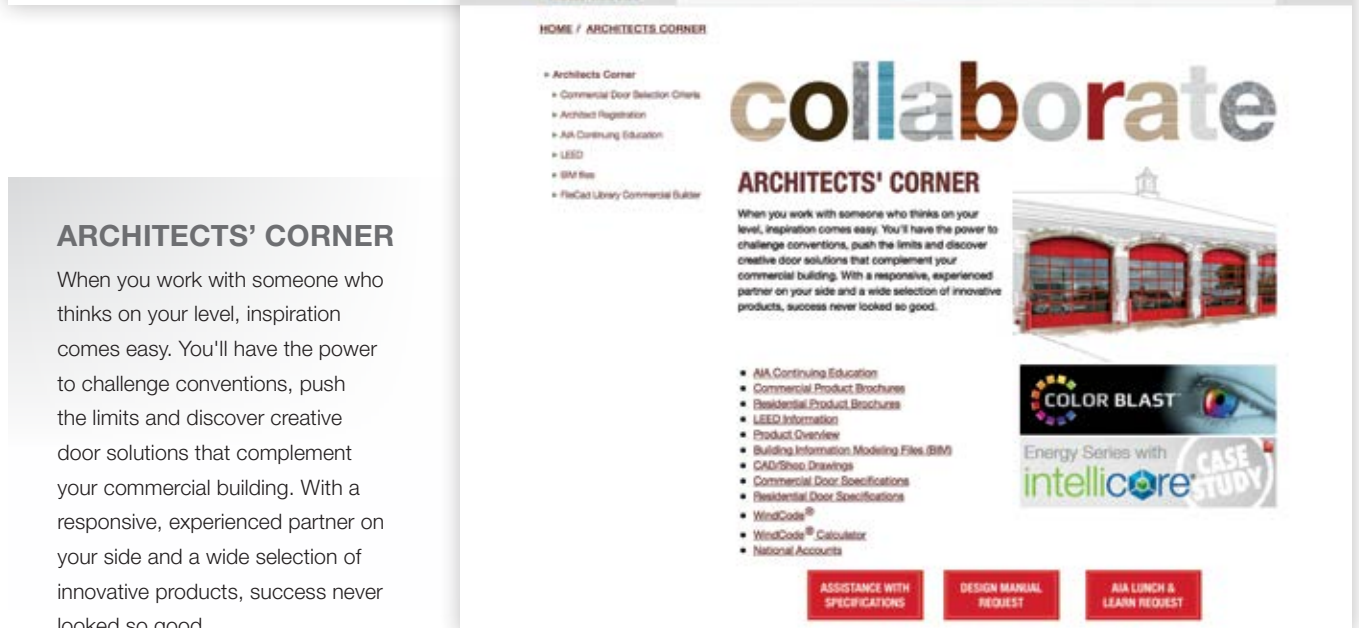 HOME / ARCHITECTS CORNER
» Architects Corner
» Commercial Door Selection Criteria
» Architect Registration
» AIA Continuing Education
» LEED
» BIM files
» FileCad Library Commercial Builder
collaborate
ARCHITECTS' CORNER
When you work with someone who thinks on your
level, inspiration comes easy. You'll have the power to
challenge conventions, push the limits and discover
creative door solutions that complement your
commercial building. With a responsive, experienced
partner on your side and a wide selection of innovative
products, success never looked so good.
• AIA Continuing Education
• Commercial Product Brochures
• Residential Product Brochures
• LEED Information
• Product Overview
• Building Information Modeling Files (BIM)
• CAD/Shop Drawings
• Commercial Door Specifications
• Residential Door Specifications
• WindCode®
• WindCode® Calculator
• National Accounts
COLOR BLAST
Energy Series with
intellicore
CASE
STUDY
ASSISTANCE WITH
SPECIFICATIONS
DESIGN MANUAL
REQUEST
AIA LUNCH &
LEARN REQUEST
ARCHITECTS’ CORNER
When you work with someone who
thinks on your level, inspiration
comes easy. You'll have the power
to challenge conventions, push
the limits and discover creative
door solutions that complement
your commercial building. With a
responsive, experienced partner on
your side and a wide selection of
innovative products, success never
looked so good.